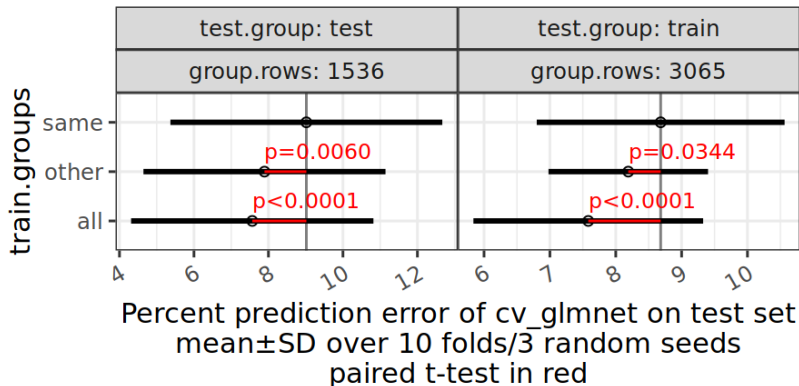 test.group: test
test.group: train
group.rows: 1536
group.rows: 3065
train.groups
same
other
all
p=0.0060
p<0.0001
p=0.0344
p<0.0001
4 6 8 10 12
6 7 8 9 10
Percent prediction error of cv_glmnet on test set
mean±SD over 10 folds/3 random seeds
paired t-test in red